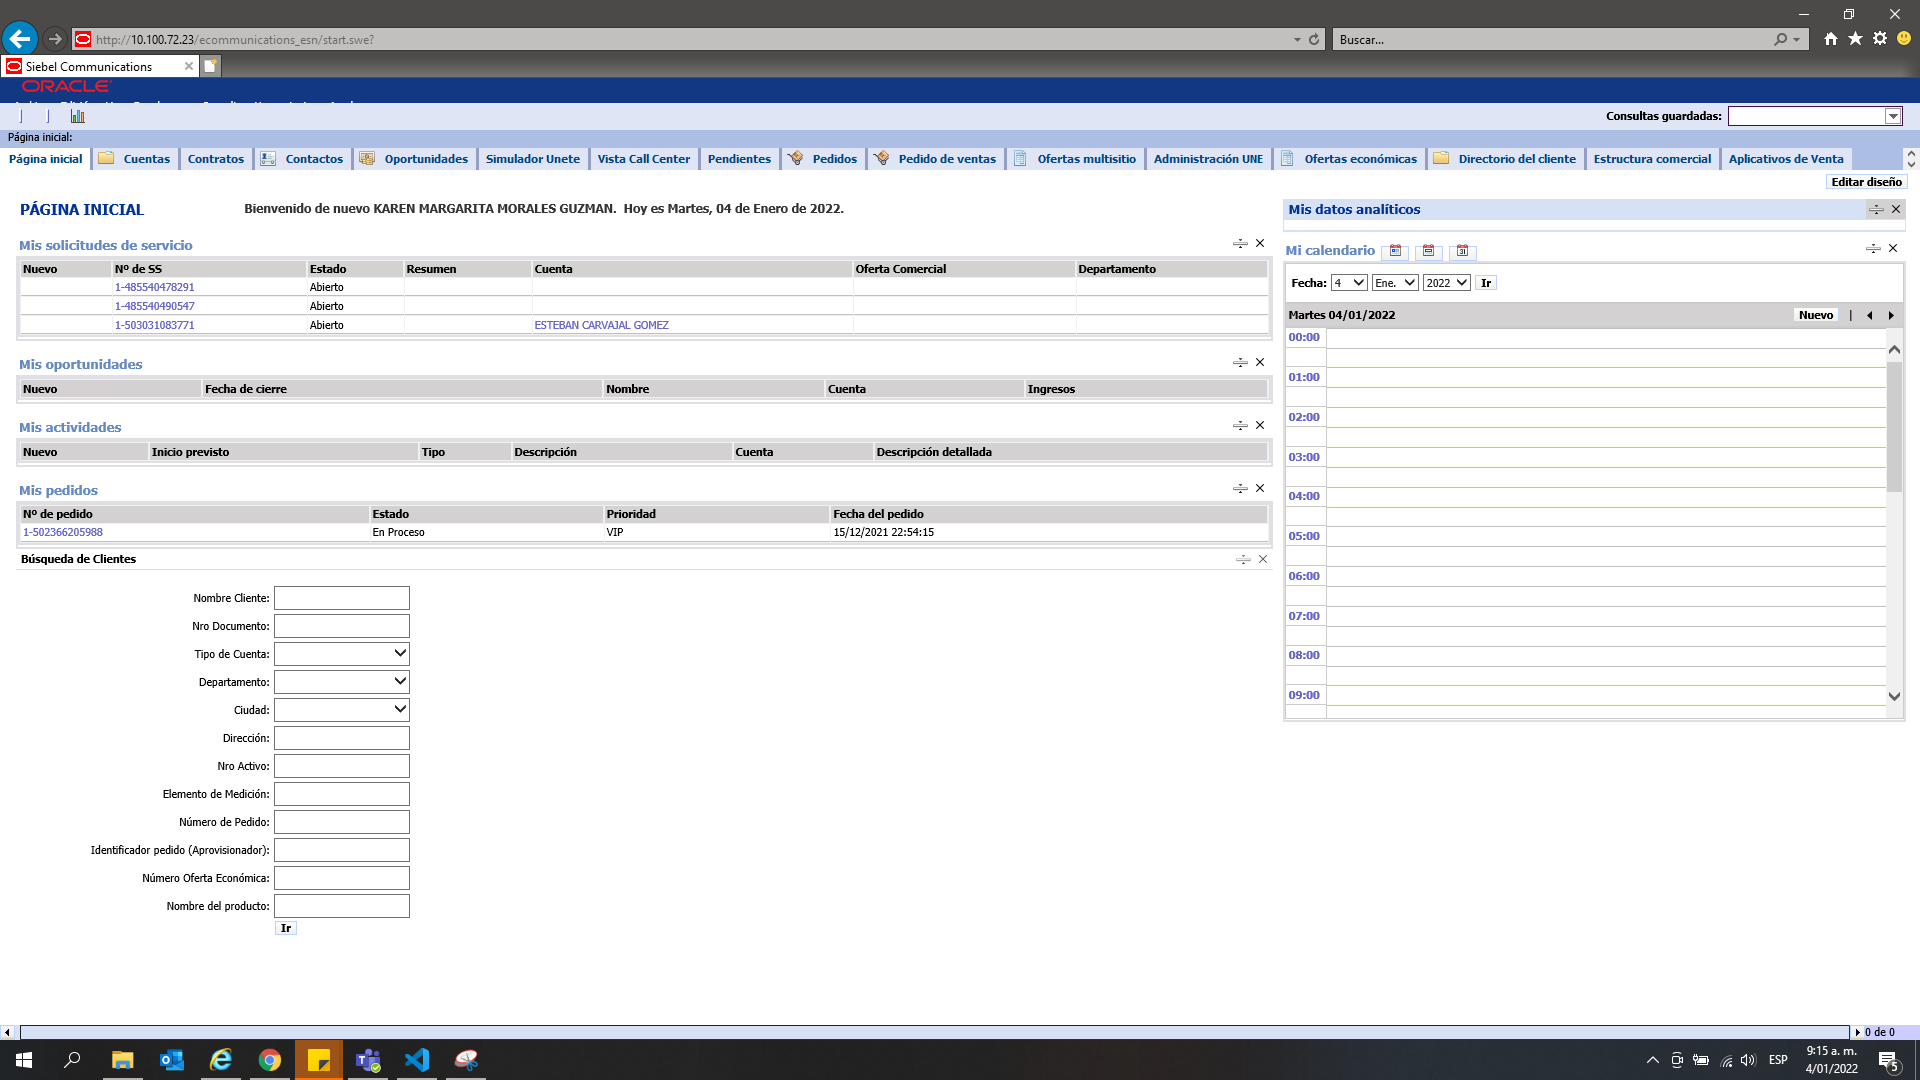 http://10.100.72.23/ecommunications_esn/start.swe?
Buscar...
Siebel Communications
ORACLE
Consultas guardadas:
Página inicial:
Página inicial Cuentas Contratos Contactos Oportunidades Simulador Unete Vista Call Center Pendientes Pedidos Pedido de ventas Ofertas multisitio Administración UNE Ofertas económicas Directorio del cliente Estructura comercial Aplicativos de Venta
Editar diseño
PÁGINA INICIAL
Bienvenido de nuevo KAREN MARGARITA MORALES GUZMAN. Hoy es Martes, 04 de Enero de 2022.
Mis solicitudes de servicio
Nuevo Nº de SS Estado Resumen Cuenta Oferta Comercial Departamento
1-485540478291 Abierto
1-485540490547 Abierto
1-503031083771 Abierto ESTEBAN CARVAJAL GOMEZ
Mis oportunidades
Nuevo Fecha de cierre Nombre Cuenta Ingresos
Mis actividades
Nuevo Inicio previsto Tipo Descripción Cuenta Descripción detallada
Mis pedidos
Nº de pedido Estado Prioridad Fecha del pedido
1-502366205988 En Proceso VIP 15/12/2021 22:54:15
Búsqueda de Clientes
Nombre Cliente:
Nro Documento:
Tipo de Cuenta:
Departamento:
Ciudad:
Dirección:
Nro Activo:
Elemento de Medición:
Número de Pedido:
Identificador pedido (Aprovisionador):
Número Oferta Económica:
Nombre del producto:
Ir
Mis datos analíticos
Mi calendario
31
Fecha: 4 Ene. 2022 Ir
Martes 04/01/2022 Nuevo |
00:00
01:00
02:00
03:00
04:00
05:00
06:00
07:00
08:00
09:00
0 de 0
ESP
9:15 a. m.
4/01/2022
5